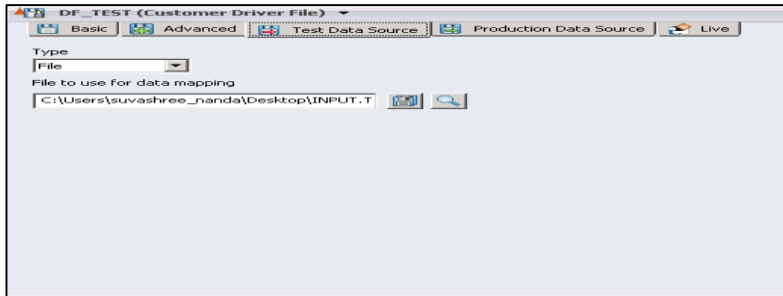 DF_TEST (Customer Driver File)
Basic Advanced Test Data Source Production Data Source Live
Type
File
File to use for data mapping
C:\Users\suvashree_nanda\Desktop\INPUT.T